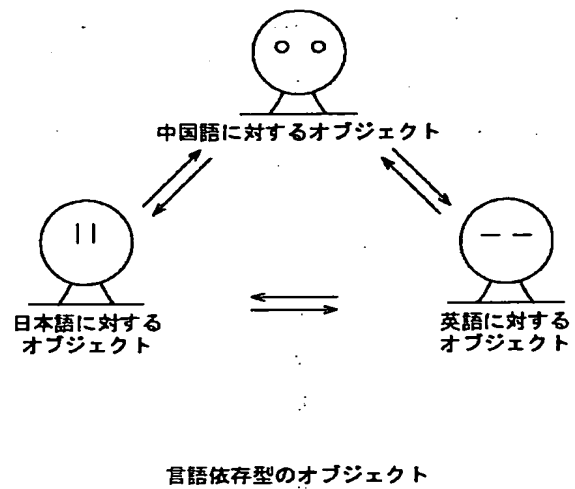 中国語に対するオブジェクト
日本語に対する
オブジェクト
英語に対する
オブジェクト
言語依存型のオブジェクト